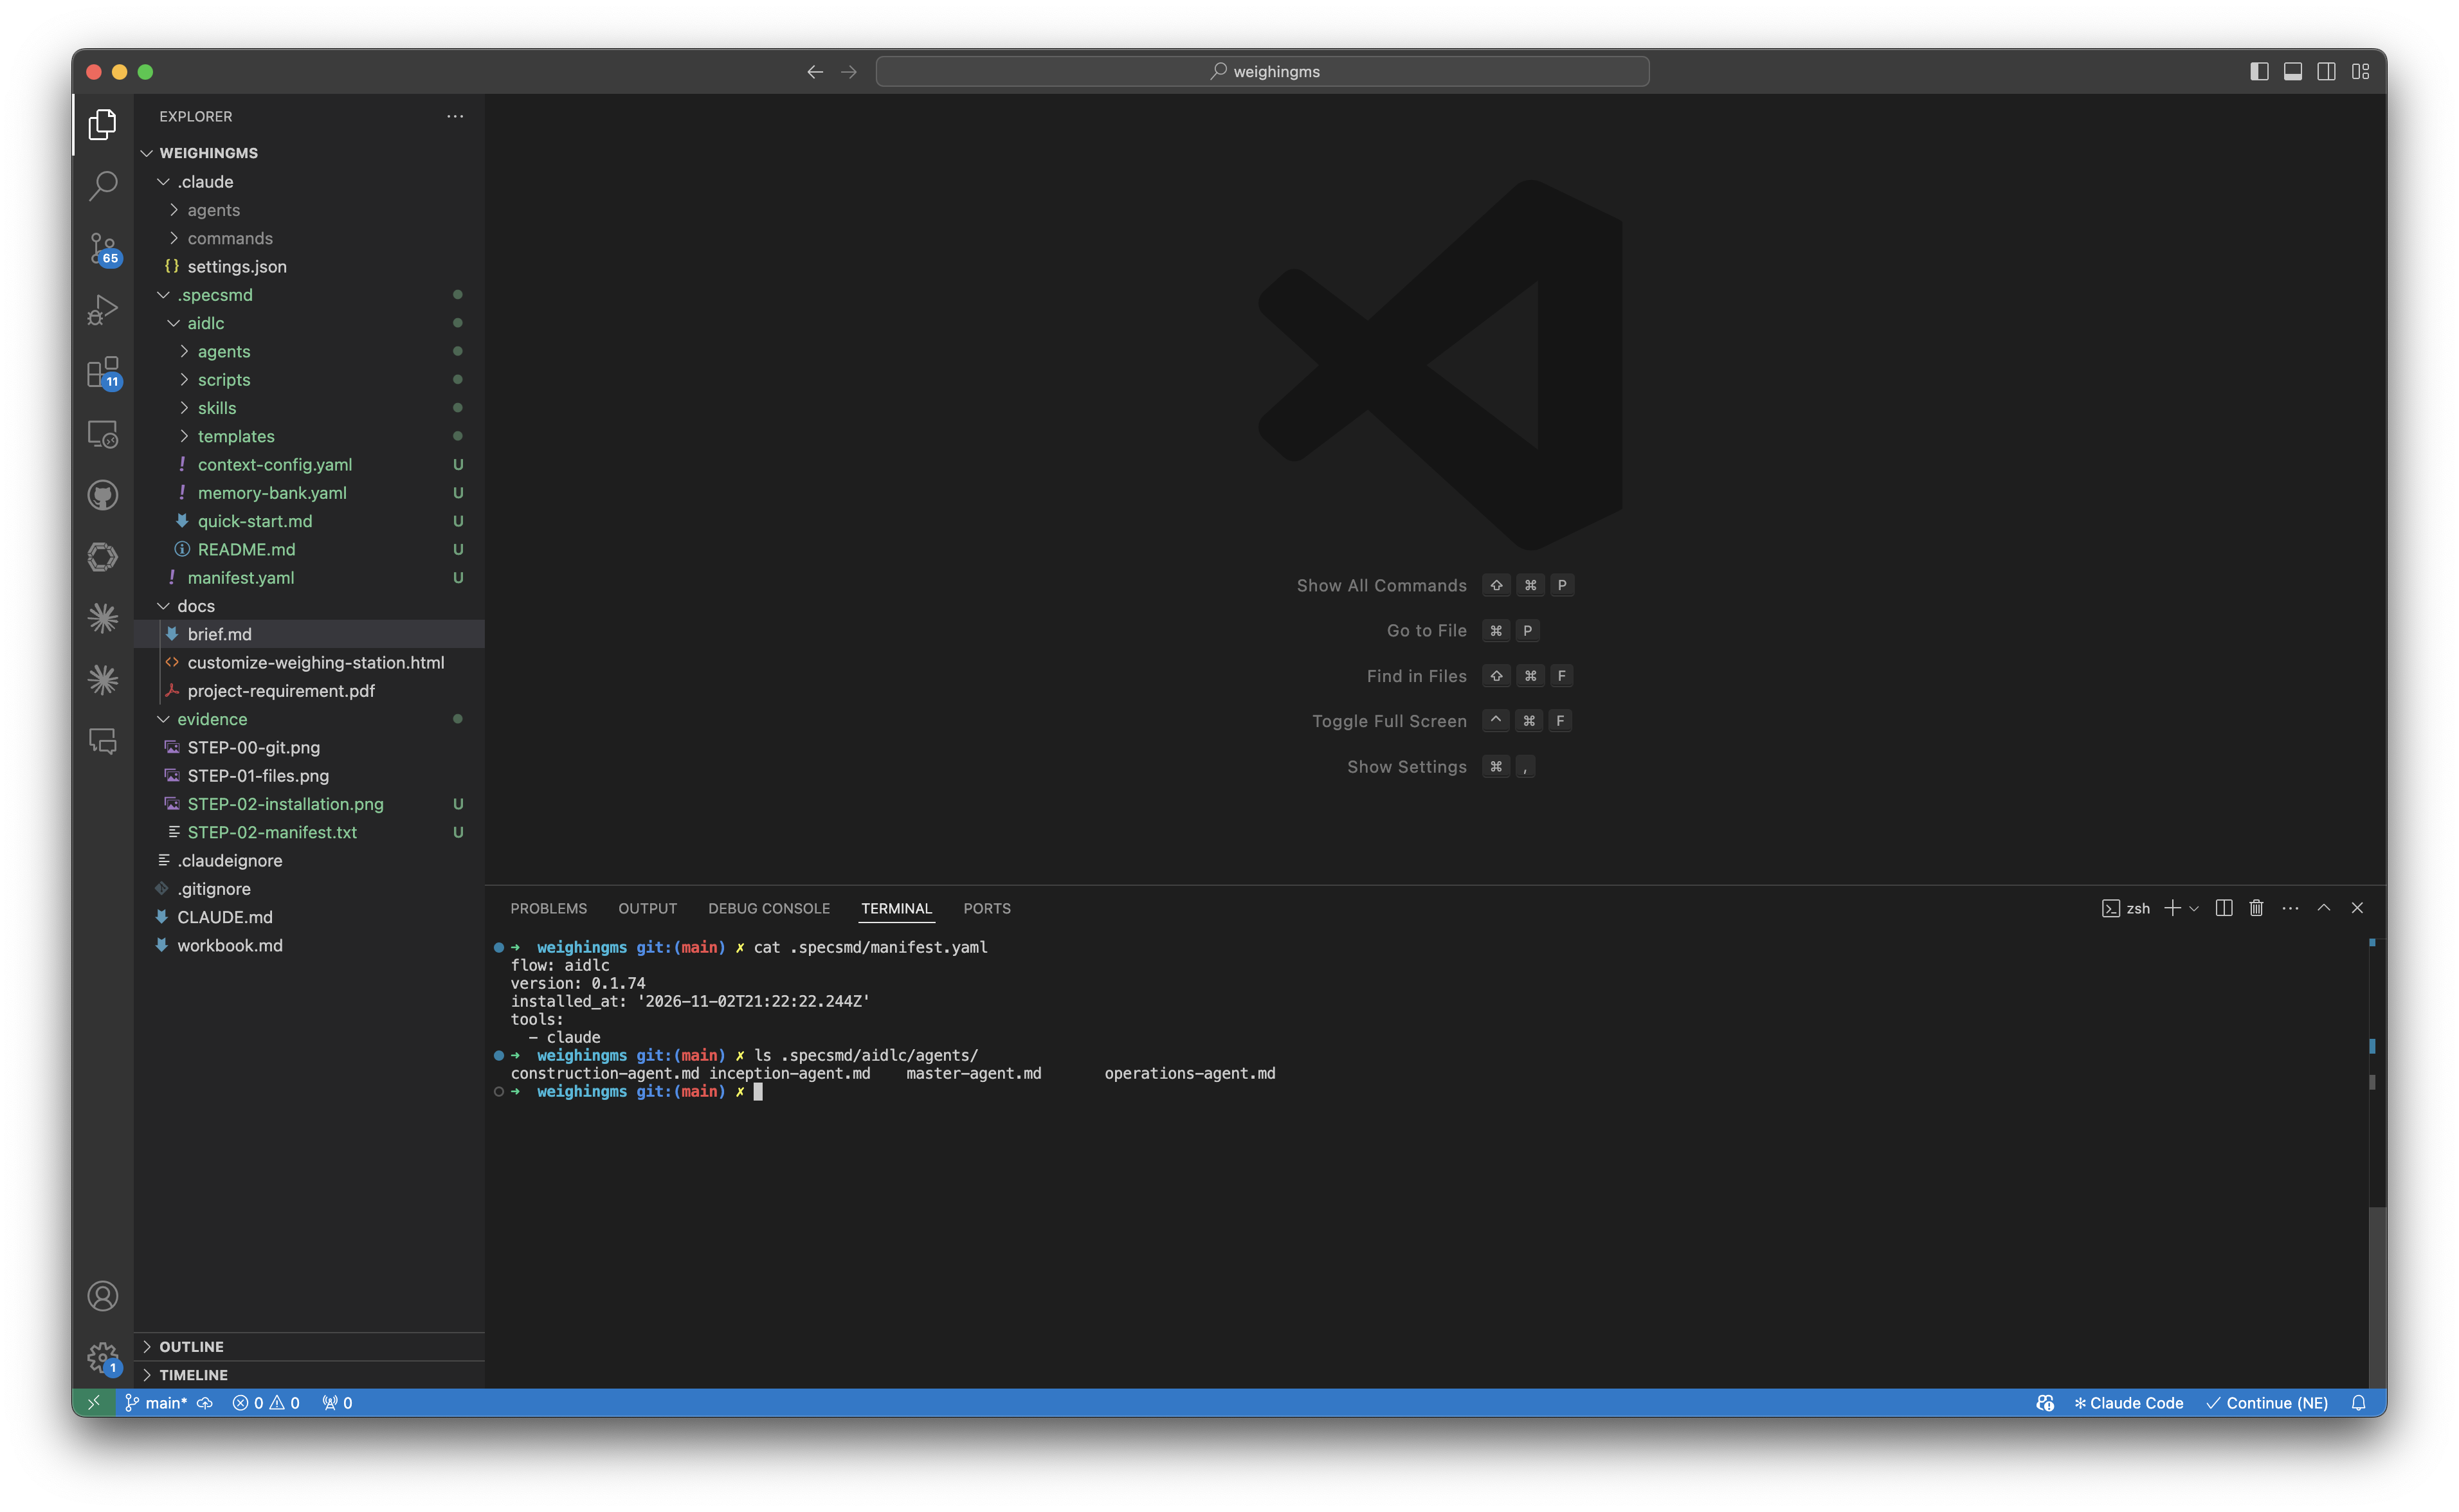 weighingms
EXPLORER
WEIGHINGMS
.claude
agents
commands
settings.json
.specsmd
aidlc
agents
scripts
skills
templates
context-config.yaml U
memory-bank.yaml U
quick-start.md U
README.md U
manifest.yaml U
docs
brief.md
customize-weighing-station.html
project-requirement.pdf
evidence
STEP-00-git.png
STEP-01-files.png
STEP-02-installation.png U
STEP-02-manifest.txt U
.claudeignore
.gitignore
CLAUDE.md
workbook.md
OUTLINE
TIMELINE
65
11
1
Show All Commands ⇧ ⌘ P
Go to File ⌘ P
Find in Files ⇧ ⌘ F
Toggle Full Screen ^ ⌘ F
Show Settings ⌘ ,
PROBLEMS OUTPUT DEBUG CONSOLE TERMINAL PORTS
zsh
➜ weighingms git:(main) ✗ cat .specsmd/manifest.yaml
flow: aidlc
version: 0.1.74
installed_at: '2026-11-02T21:22:22.244Z'
tools:
  - claude
➜ weighingms git:(main) ✗ ls .specsmd/aidlc/agents/
construction-agent.md inception-agent.md master-agent.md operations-agent.md
➜ weighingms git:(main) ✗
main* 0 0 0
Claude Code Continue (NE)